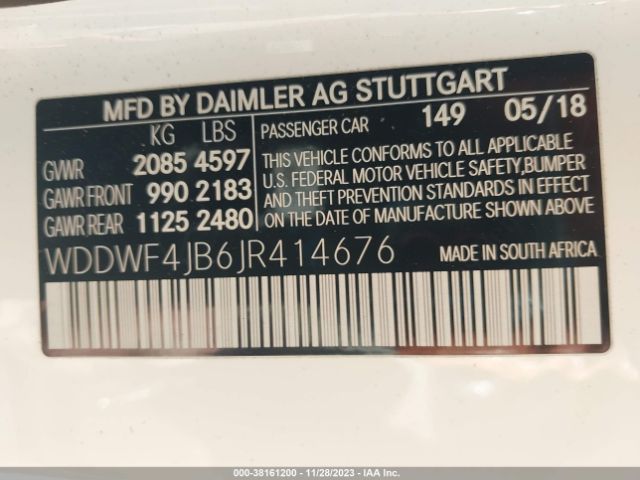 MFD BY DAIMLER AG STUTTGART
KG LBS
GVWR 2085 4597
GAWR FRONT 990 2183
GAWR REAR 1125 2480
PASSENGER CAR 149 05/18
THIS VEHICLE CONFORMS TO ALL APPLICABLE
U.S. FEDERAL MOTOR VEHICLE SAFETY,BUMPER
AND THEFT PREVENTION STANDARDS IN EFFECT
ON THE DATE OF MANUFACTURE SHOWN ABOVE
WDDWF4JB6JR414676 MADE IN SOUTH AFRICA
000-38161200 - 11/28/2023 - IAA Inc.